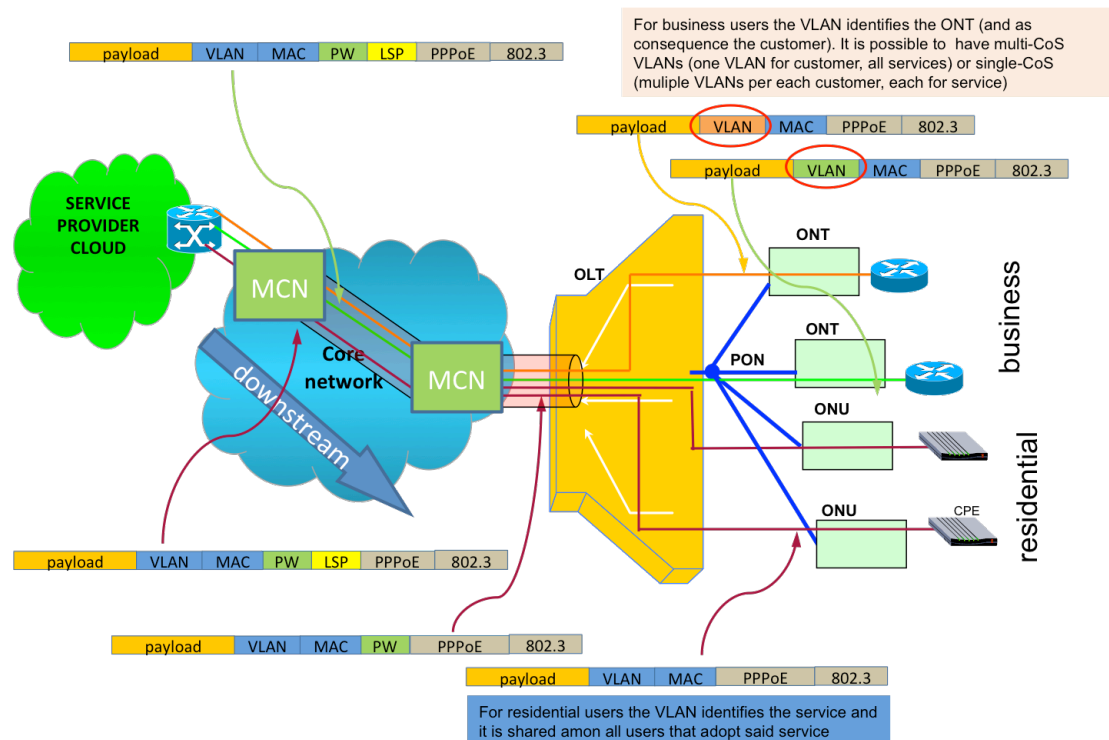 For business users the VLAN identifies the ONT (and as
consequence the customer). It is possible to  have multi-CoS
VLANs (one VLAN for customer, all services) or single-CoS
(muliple VLANs per each customer, each for service)
payload VLAN MAC PW LSP PPPoE 802.3
payload VLAN MAC PPPoE 802.3
payload VLAN MAC PPPoE 802.3
SERVICE
PROVIDER
CLOUD
MCN
Core
network
MCN
downstream
OLT
PON
ONT
ONT
ONU
ONU
CPE
business
residential
payload VLAN MAC PW LSP PPPoE 802.3
payload VLAN MAC PW PPPoE 802.3
payload VLAN MAC PPPoE 802.3
For residential users the VLAN identifies the service and
it is shared amon all users that adopt said service